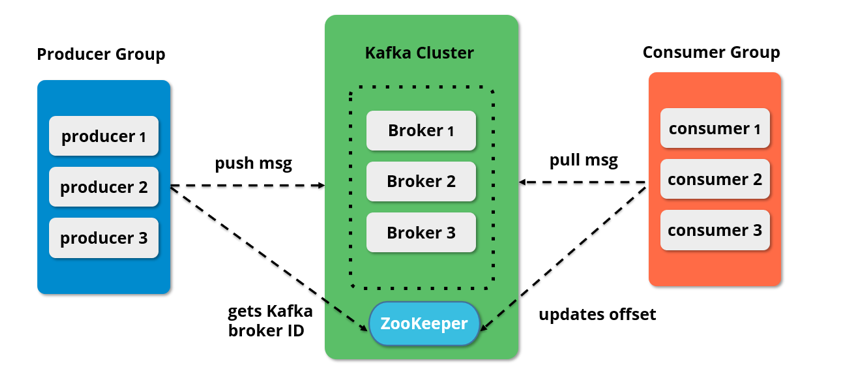 Producer Group
producer 1
producer 2
producer 3
push msg
gets Kafka
broker ID
Kafka Cluster
Broker 1
Broker 2
Broker 3
ZooKeeper
pull msg
updates offset
Consumer Group
consumer 1
consumer 2
consumer 3